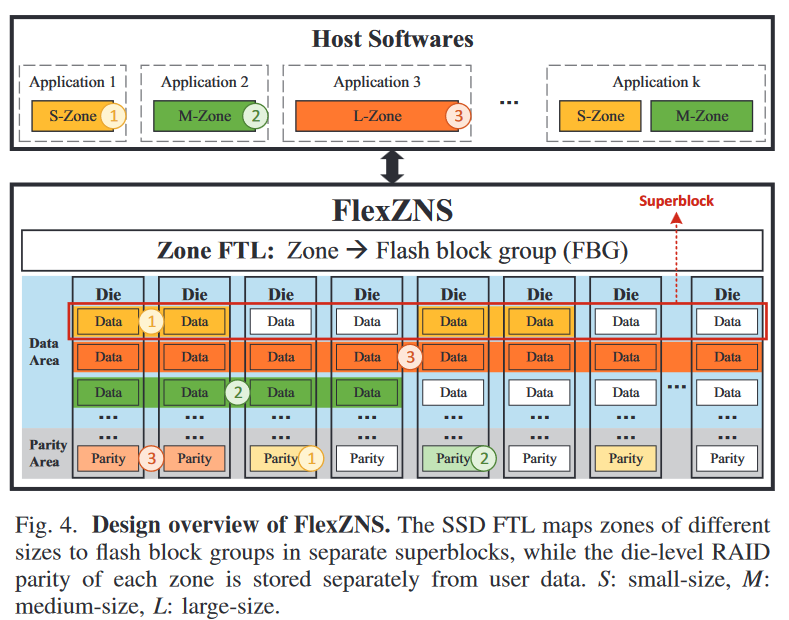 Host Softwares
Application 1 Application 2 Application 3 ... Application k
S-Zone 1 M-Zone 2 L-Zone 3 S-Zone M-Zone
FlexZNS
Superblock
Zone FTL: Zone → Flash block group (FBG)
Die Die Die Die Die Die Die Die
Data Area
Data 1 Data Data Data Data Data Data Data
Data Data Data Data 3 Data Data Data Data
Data Data 2 Data Data Data Data Data ... Data
... ... ... ... ... ... ... ...
Parity Area
... ... ... ... ... ... ... ...
Parity 3 Parity Parity 1 Parity Parity 2 Parity Parity Parity
Fig. 4. Design overview of FlexZNS. The SSD FTL maps zones of different
sizes to flash block groups in separate superblocks, while the die-level RAID
parity of each zone is stored separately from user data. S: small-size, M:
medium-size, L: large-size.